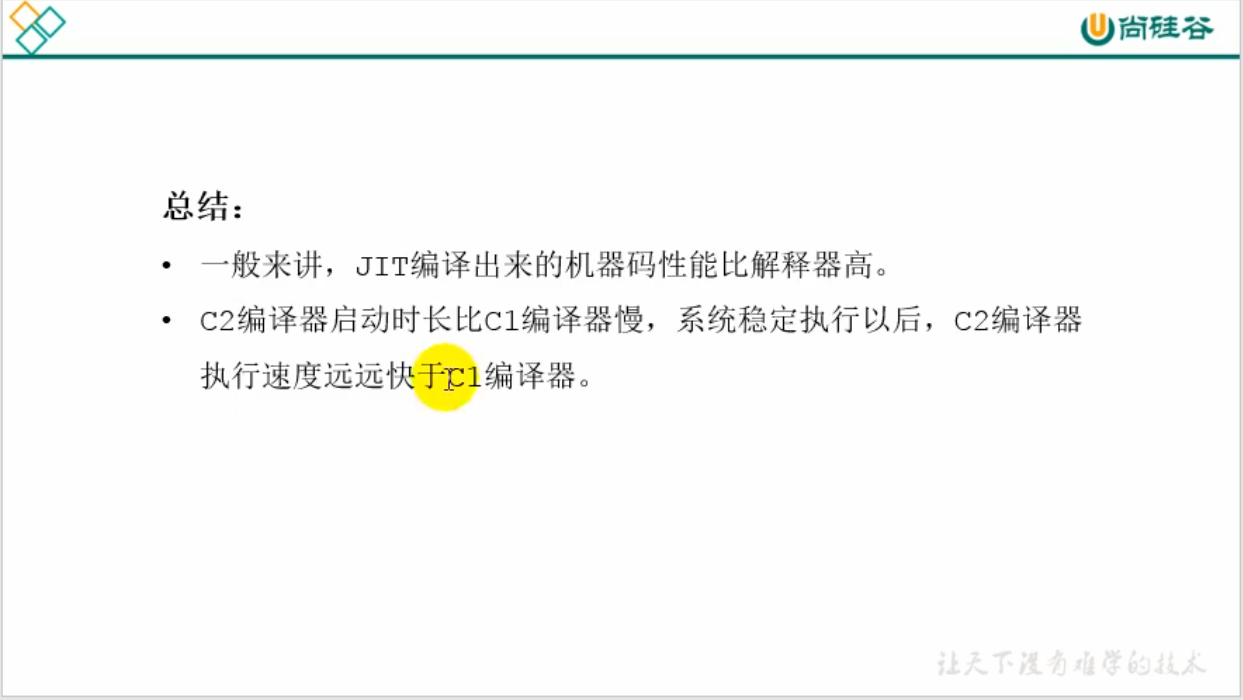 尚硅谷
总结：
• 一般来讲，JIT编译出来的机器码性能比解释器高。
• C2编译器启动时长比C1编译器慢，系统稳定执行以后，C2编译器
执行速度远远快于C1编译器。
让天下没有难学的技术